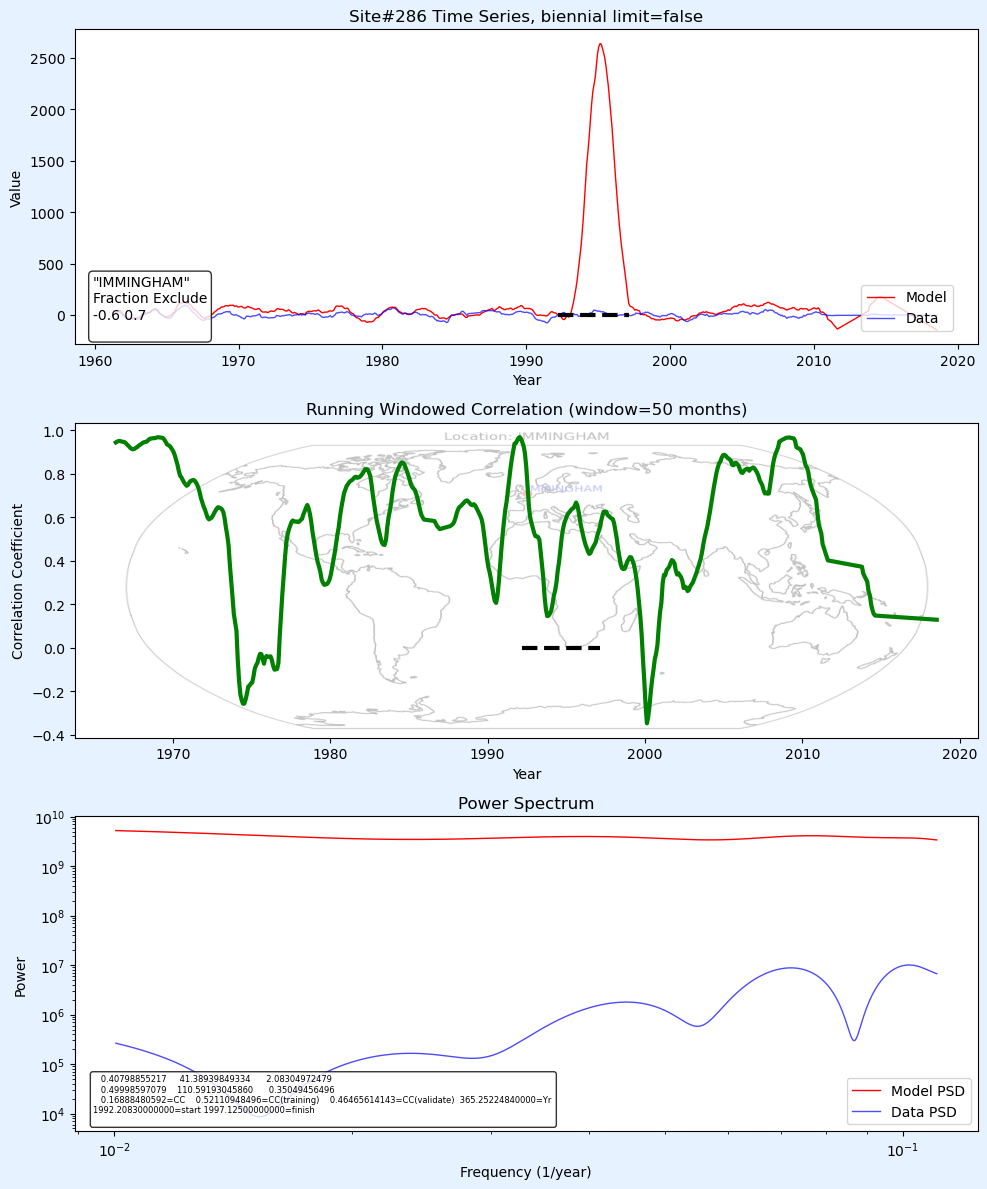 Site#286 Time Series, biennial limit=false
2500
2000
1500
1000
500
0
Value
"IMMINGHAM"
Fraction Exclude
-0.6 0.7
Model
Data
1960
1970
1980
1990
2000
2010
2020
Year
Running Windowed Correlation (window=50 months)
Location: IMMINGHAM
IMMINGHAM
1.0
0.8
0.6
0.4
0.2
0.0
−0.2
−0.4
Correlation Coefficient
1970
1980
1990
2000
2010
2020
Year
Power Spectrum
10^10
10^9
10^8
10^7
10^6
10^5
10^4
Power
0.40798855217 41.38939849334 2.08304972479
0.49998597079 110.59193045860 0.35049456496
0.16888480592=CC 0.52110948496=CC(training) 0.46465614143=CC(validate) 365.25224840000=Yr
1992.20830000000=start 1997.12500000000=finish
Model PSD
Data PSD
10^−2
10^−1
Frequency (1/year)